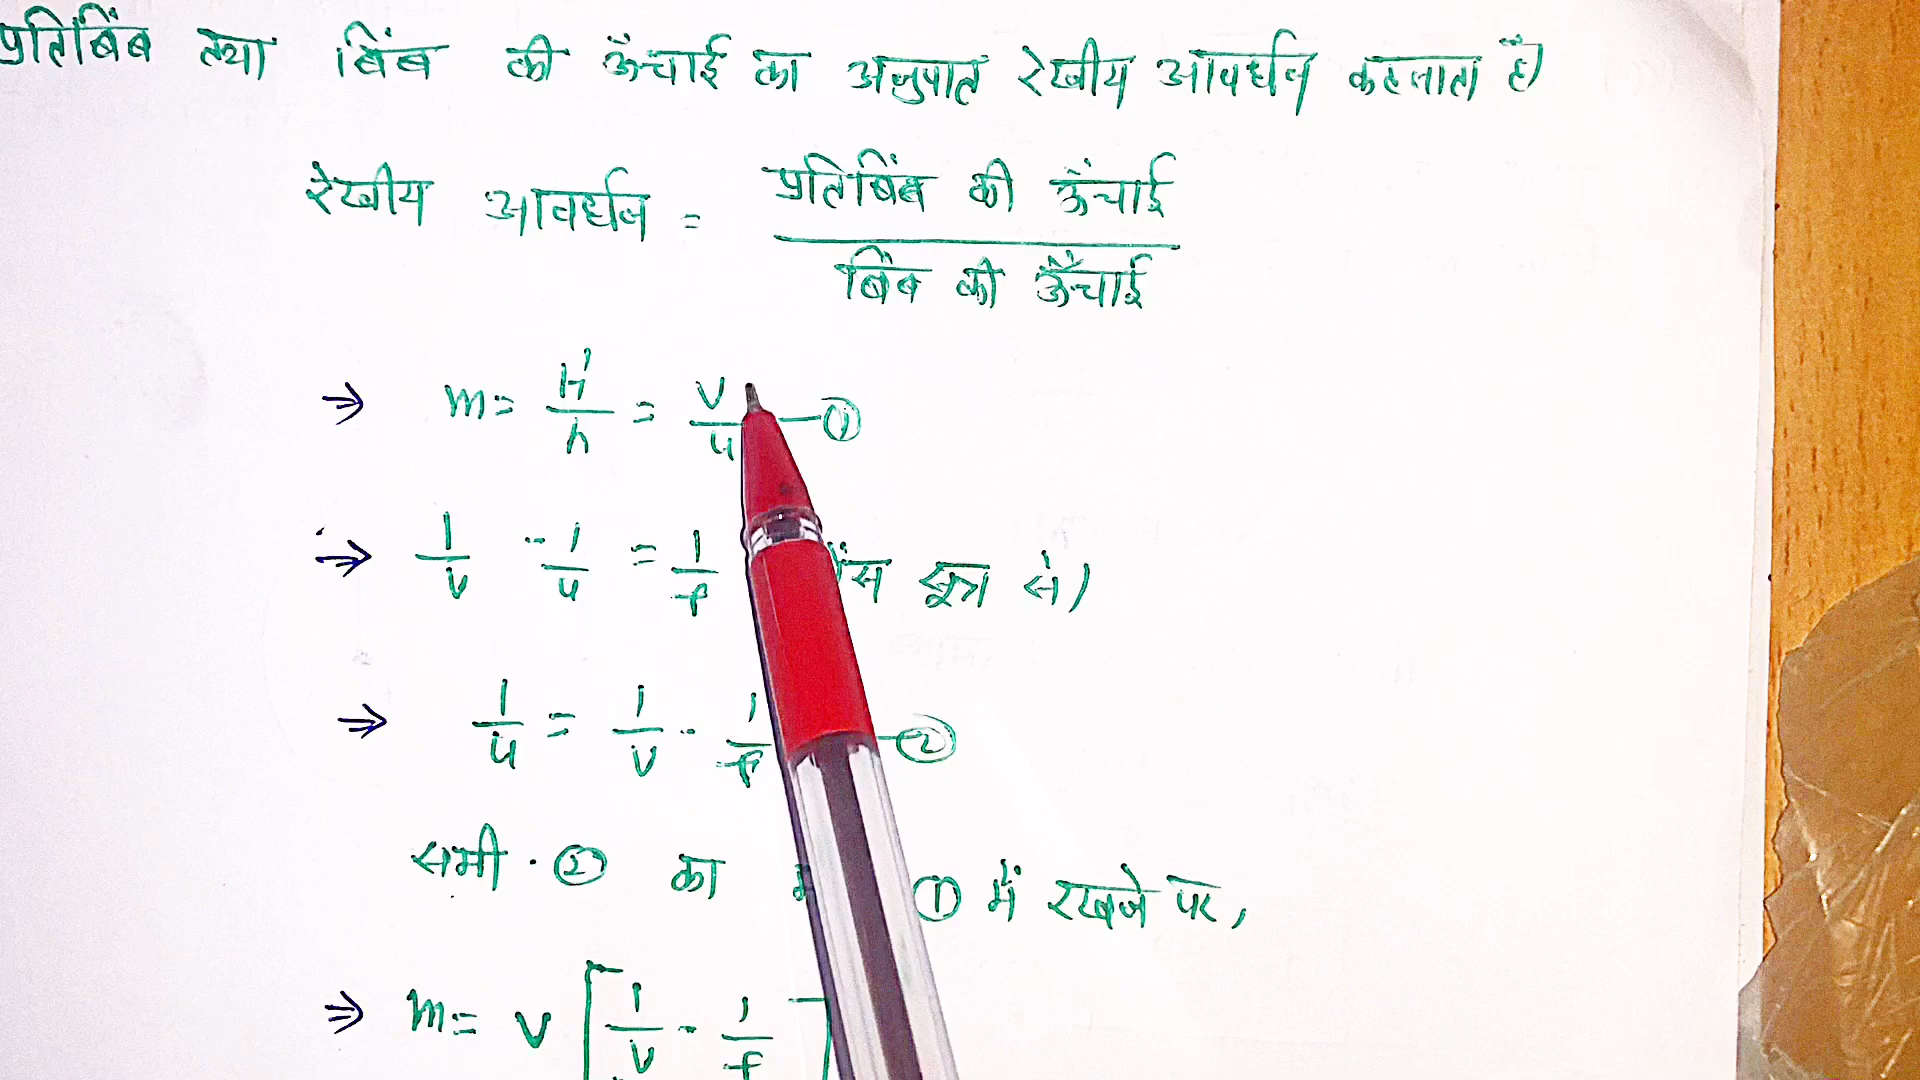 प्रतिबिंब तथा बिंब की ऊँचाई का अनुपात रेखीय आवर्धन कहलाता है।
रेखीय आवर्धन = प्रतिबिंब की ऊँचाई / बिंब की ऊँचाई
⇒ m = H' / h = v / u —①
⇒ 1/v - 1/u = 1/f सूत्र से)
⇒ 1/u = 1/v - 1/f —②
समी. ② का ① में रखने पर,
⇒ m = v [1/v - 1/f]